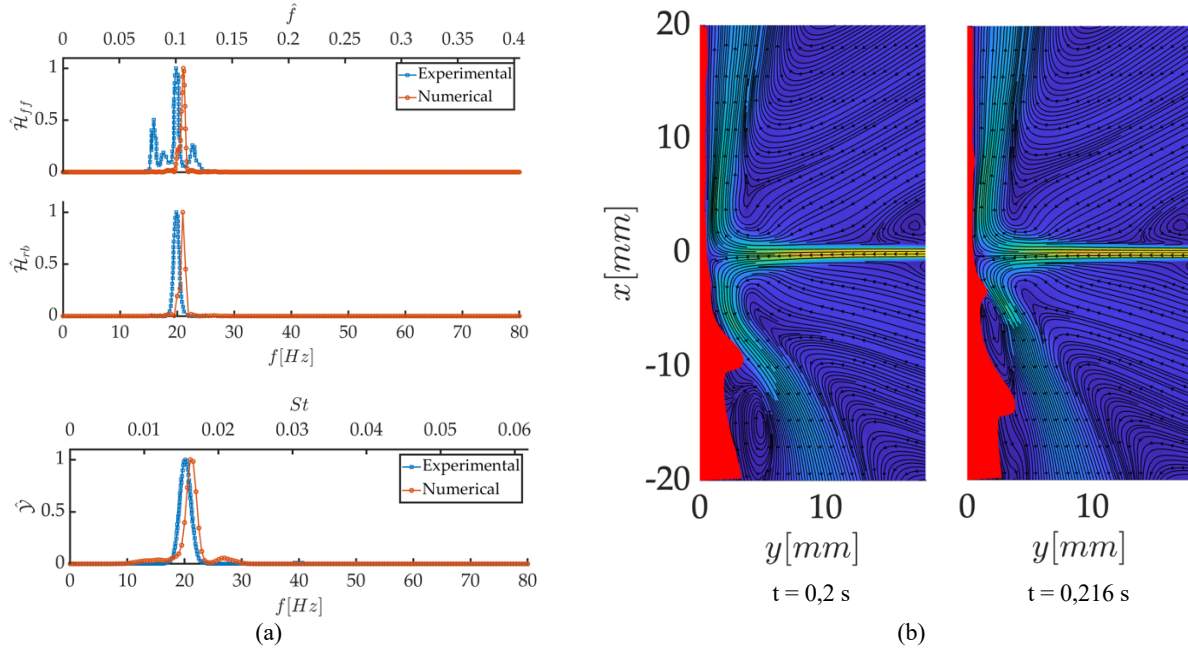 f̂
0 0.05 0.1 0.15 0.2 0.25 0.3 0.35 0.4
Experimental
Numerical
1
0.5
0
Ĥff
1
0.5
0
Ĥrb
0 10 20 30 40 50 60 70 80
f[Hz]
St
0 0.01 0.02 0.03 0.04 0.05 0.06
Experimental
Numerical
1
0.5
0
ŷ
0 10 20 30 40 50 60 70 80
f[Hz]
(a)
20
10
0
-10
-20
x [mm]
0 10
y[mm]
t = 0,2 s
0 10
y[mm]
t = 0,216 s
(b)